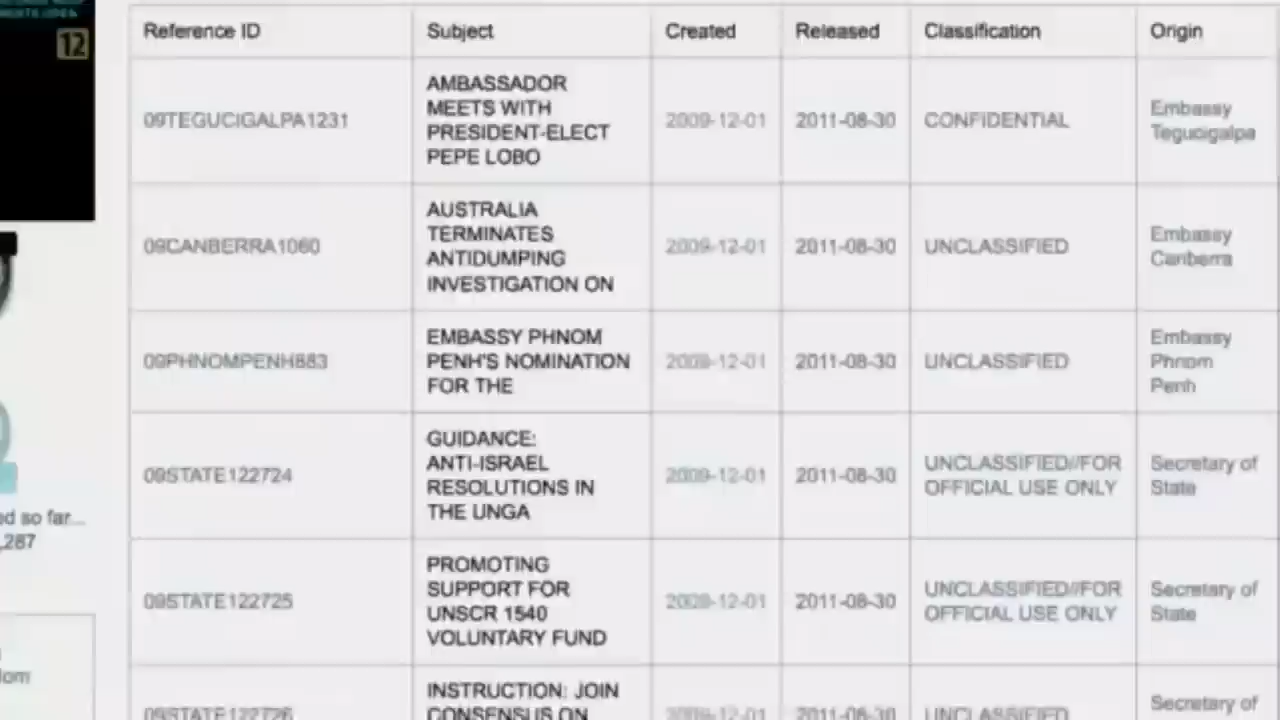 12
Reference ID Subject Created Released Classification Origin
AMBASSADOR
MEETS WITH
PRESIDENT-ELECT
PEPE LOBO
09TEGUCIGALPA1231 2009-12-01 2011-08-30 CONFIDENTIAL
Embassy
Tegucigalpa
AUSTRALIA
TERMINATES
ANTIDUMPING
INVESTIGATION ON
09CANBERRA1060 2009-12-01 2011-08-30 UNCLASSIFIED
Embassy
Canberra
EMBASSY PHNOM
PENH'S NOMINATION
FOR THE
09PHNOMPENH883 2009-12-01 2011-08-30 UNCLASSIFIED
Embassy
Phnom
Penh
GUIDANCE:
ANTI-ISRAEL
RESOLUTIONS IN
THE UNGA
09STATE122724 2009-12-01 2011-08-30
UNCLASSIFIED//FOR
OFFICIAL USE ONLY
Secretary of
State
ed so far...
,287
PROMOTING
SUPPORT FOR
UNSCR 1540
VOLUNTARY FUND
09STATE122725 2009-12-01 2011-08-30
UNCLASSIFIED//FOR
OFFICIAL USE ONLY
Secretary of
State
INSTRUCTION: JOIN
CONSENSUS ON
09STATE122726 2009-12-01 2011-08-30 UNCLASSIFIED
Secretary of